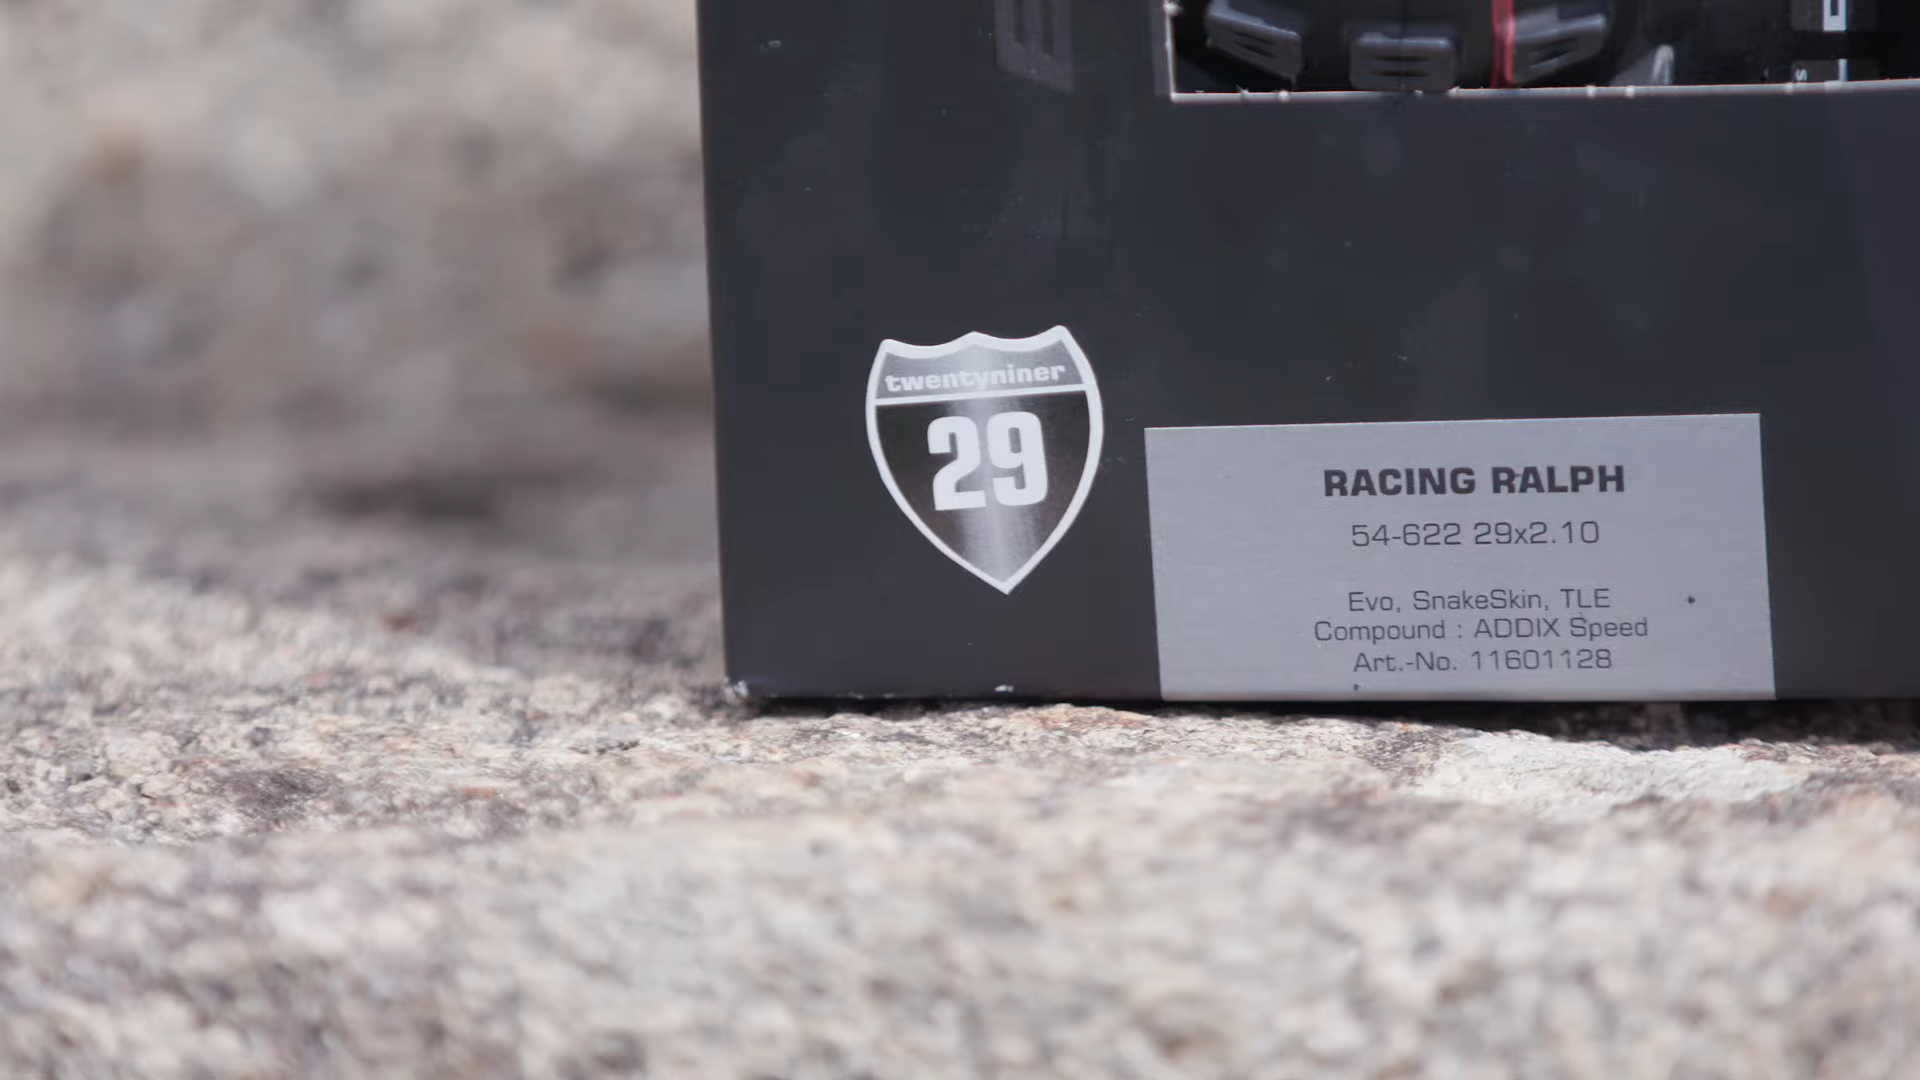 twentyniner
29
RACING RALPH
54-622 29x2.10
Evo, SnakeSkin, TLE
Compound : ADDIX Speed
Art.-No. 11601128